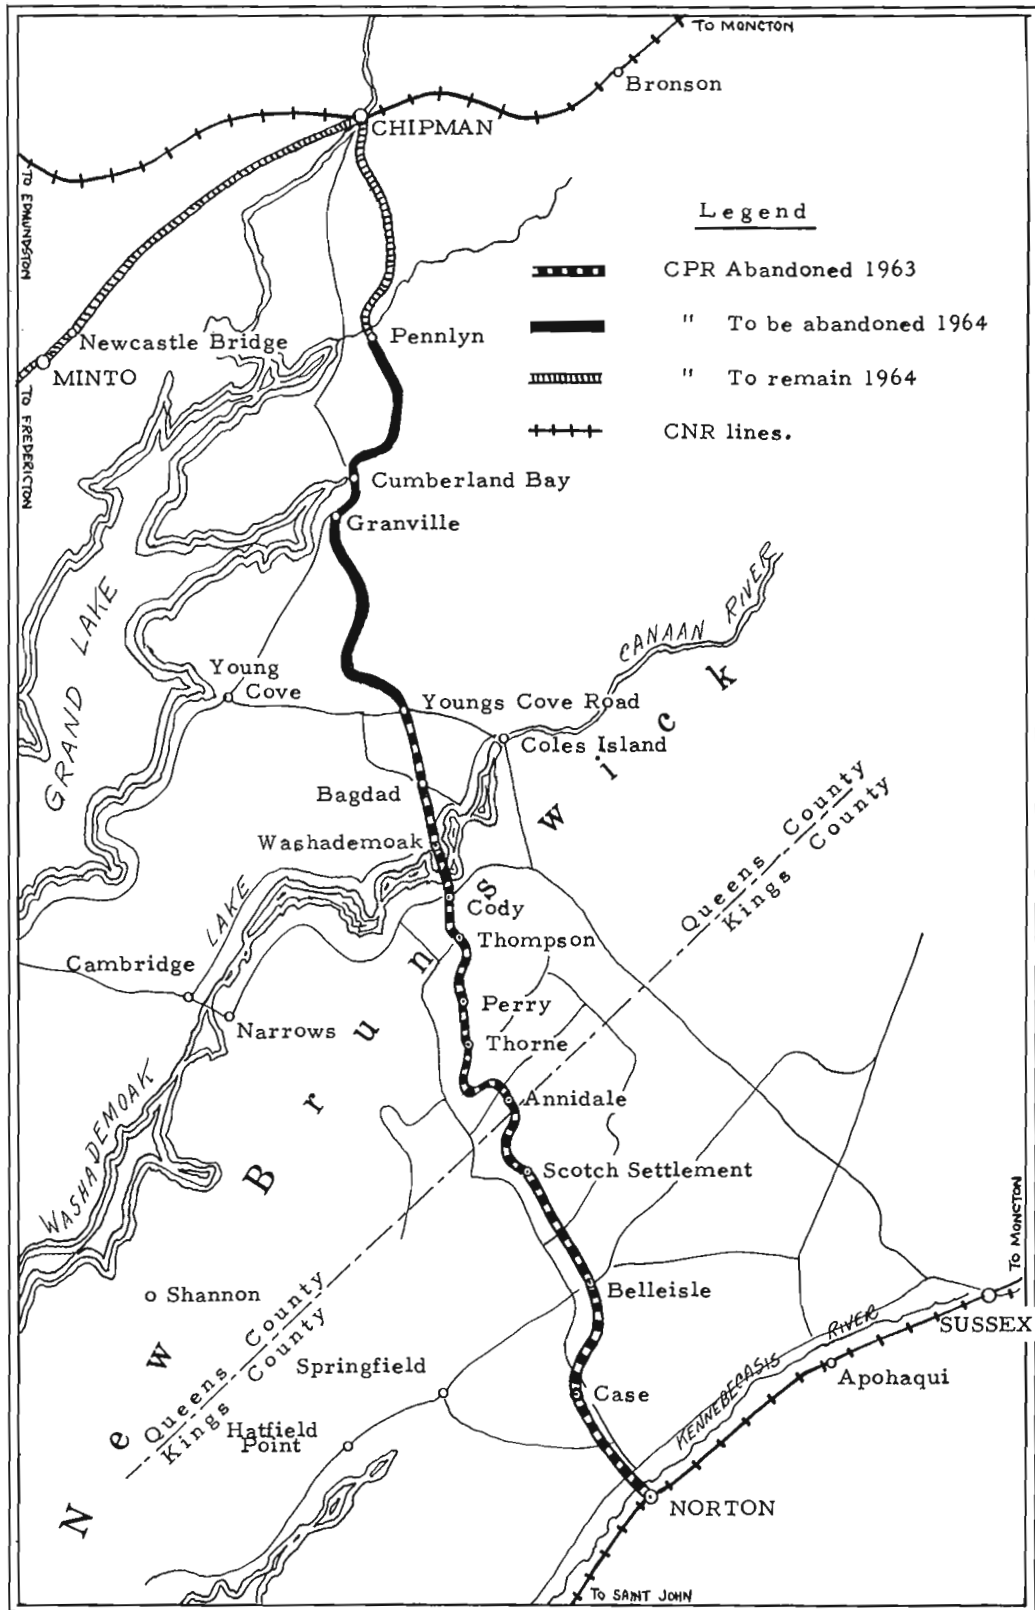 TO MONCTON
Bronson
CHIPMAN
TO EDMUNDSTON
Legend
CPR Abandoned 1963
" To be abandoned 1964
" To remain 1964
CNR lines.
Newcastle Bridge
Pennlyn
MINTO
TO FREDERICTON
Cumberland Bay
Granville
GRAND LAKE
CANAAN RIVER
Young
Cove
Youngs Cove Road
Coles Island
Bagdad
Washademoak
Queens County
Kings County
Cody
LAKE
Thompson
Cambridge
Perry
Narrows
Thorne
WASHADEMOAK
Annidale
Scotch Settlement
TO MONCTON
Shannon
Belleisle
Queens County
Kings County
RIVER
SUSSEX
Springfield
KENNEBECASIS
Apohaqui
Case
Hatfield
Point
New Brunswick
NORTON
TO SAINT JOHN